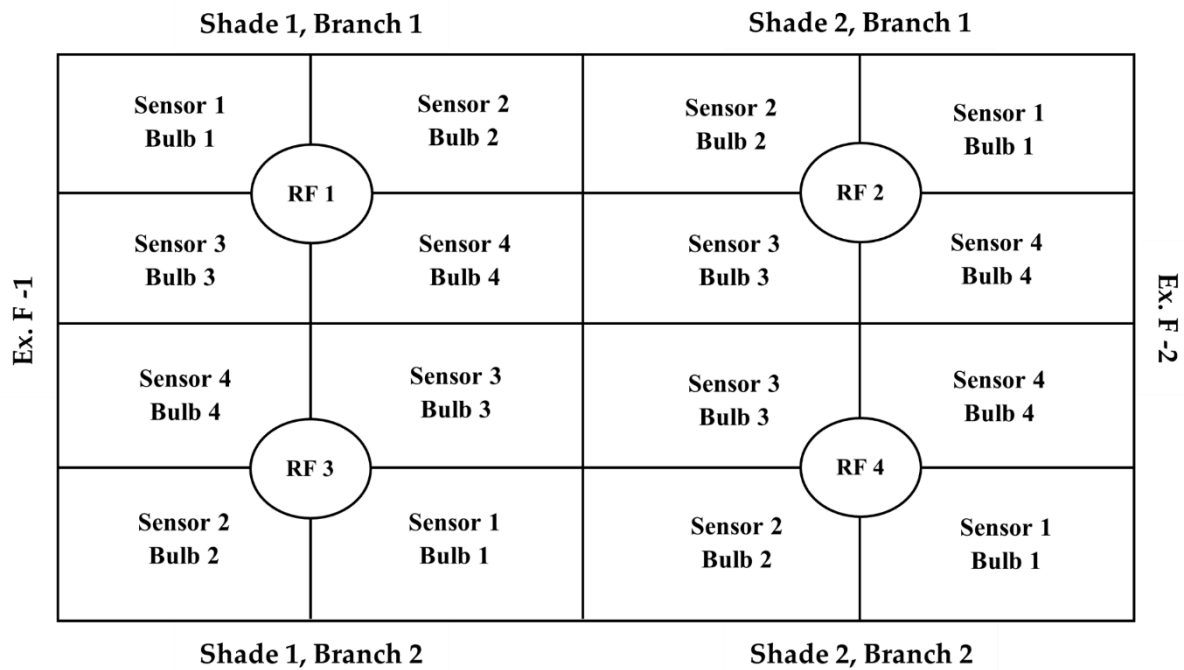 Shade 1, Branch 1
Shade 2, Branch 1
Sensor 1
Bulb 1
Sensor 2
Bulb 2
Sensor 2
Bulb 2
Sensor 1
Bulb 1
RF 1
RF 2
Sensor 3
Bulb 3
Sensor 4
Bulb 4
Sensor 3
Bulb 3
Sensor 4
Bulb 4
Ex. F -1
Ex. F -2
Sensor 4
Bulb 4
Sensor 3
Bulb 3
Sensor 3
Bulb 3
Sensor 4
Bulb 4
RF 3
RF 4
Sensor 2
Bulb 2
Sensor 1
Bulb 1
Sensor 2
Bulb 2
Sensor 1
Bulb 1
Shade 1, Branch 2
Shade 2, Branch 2